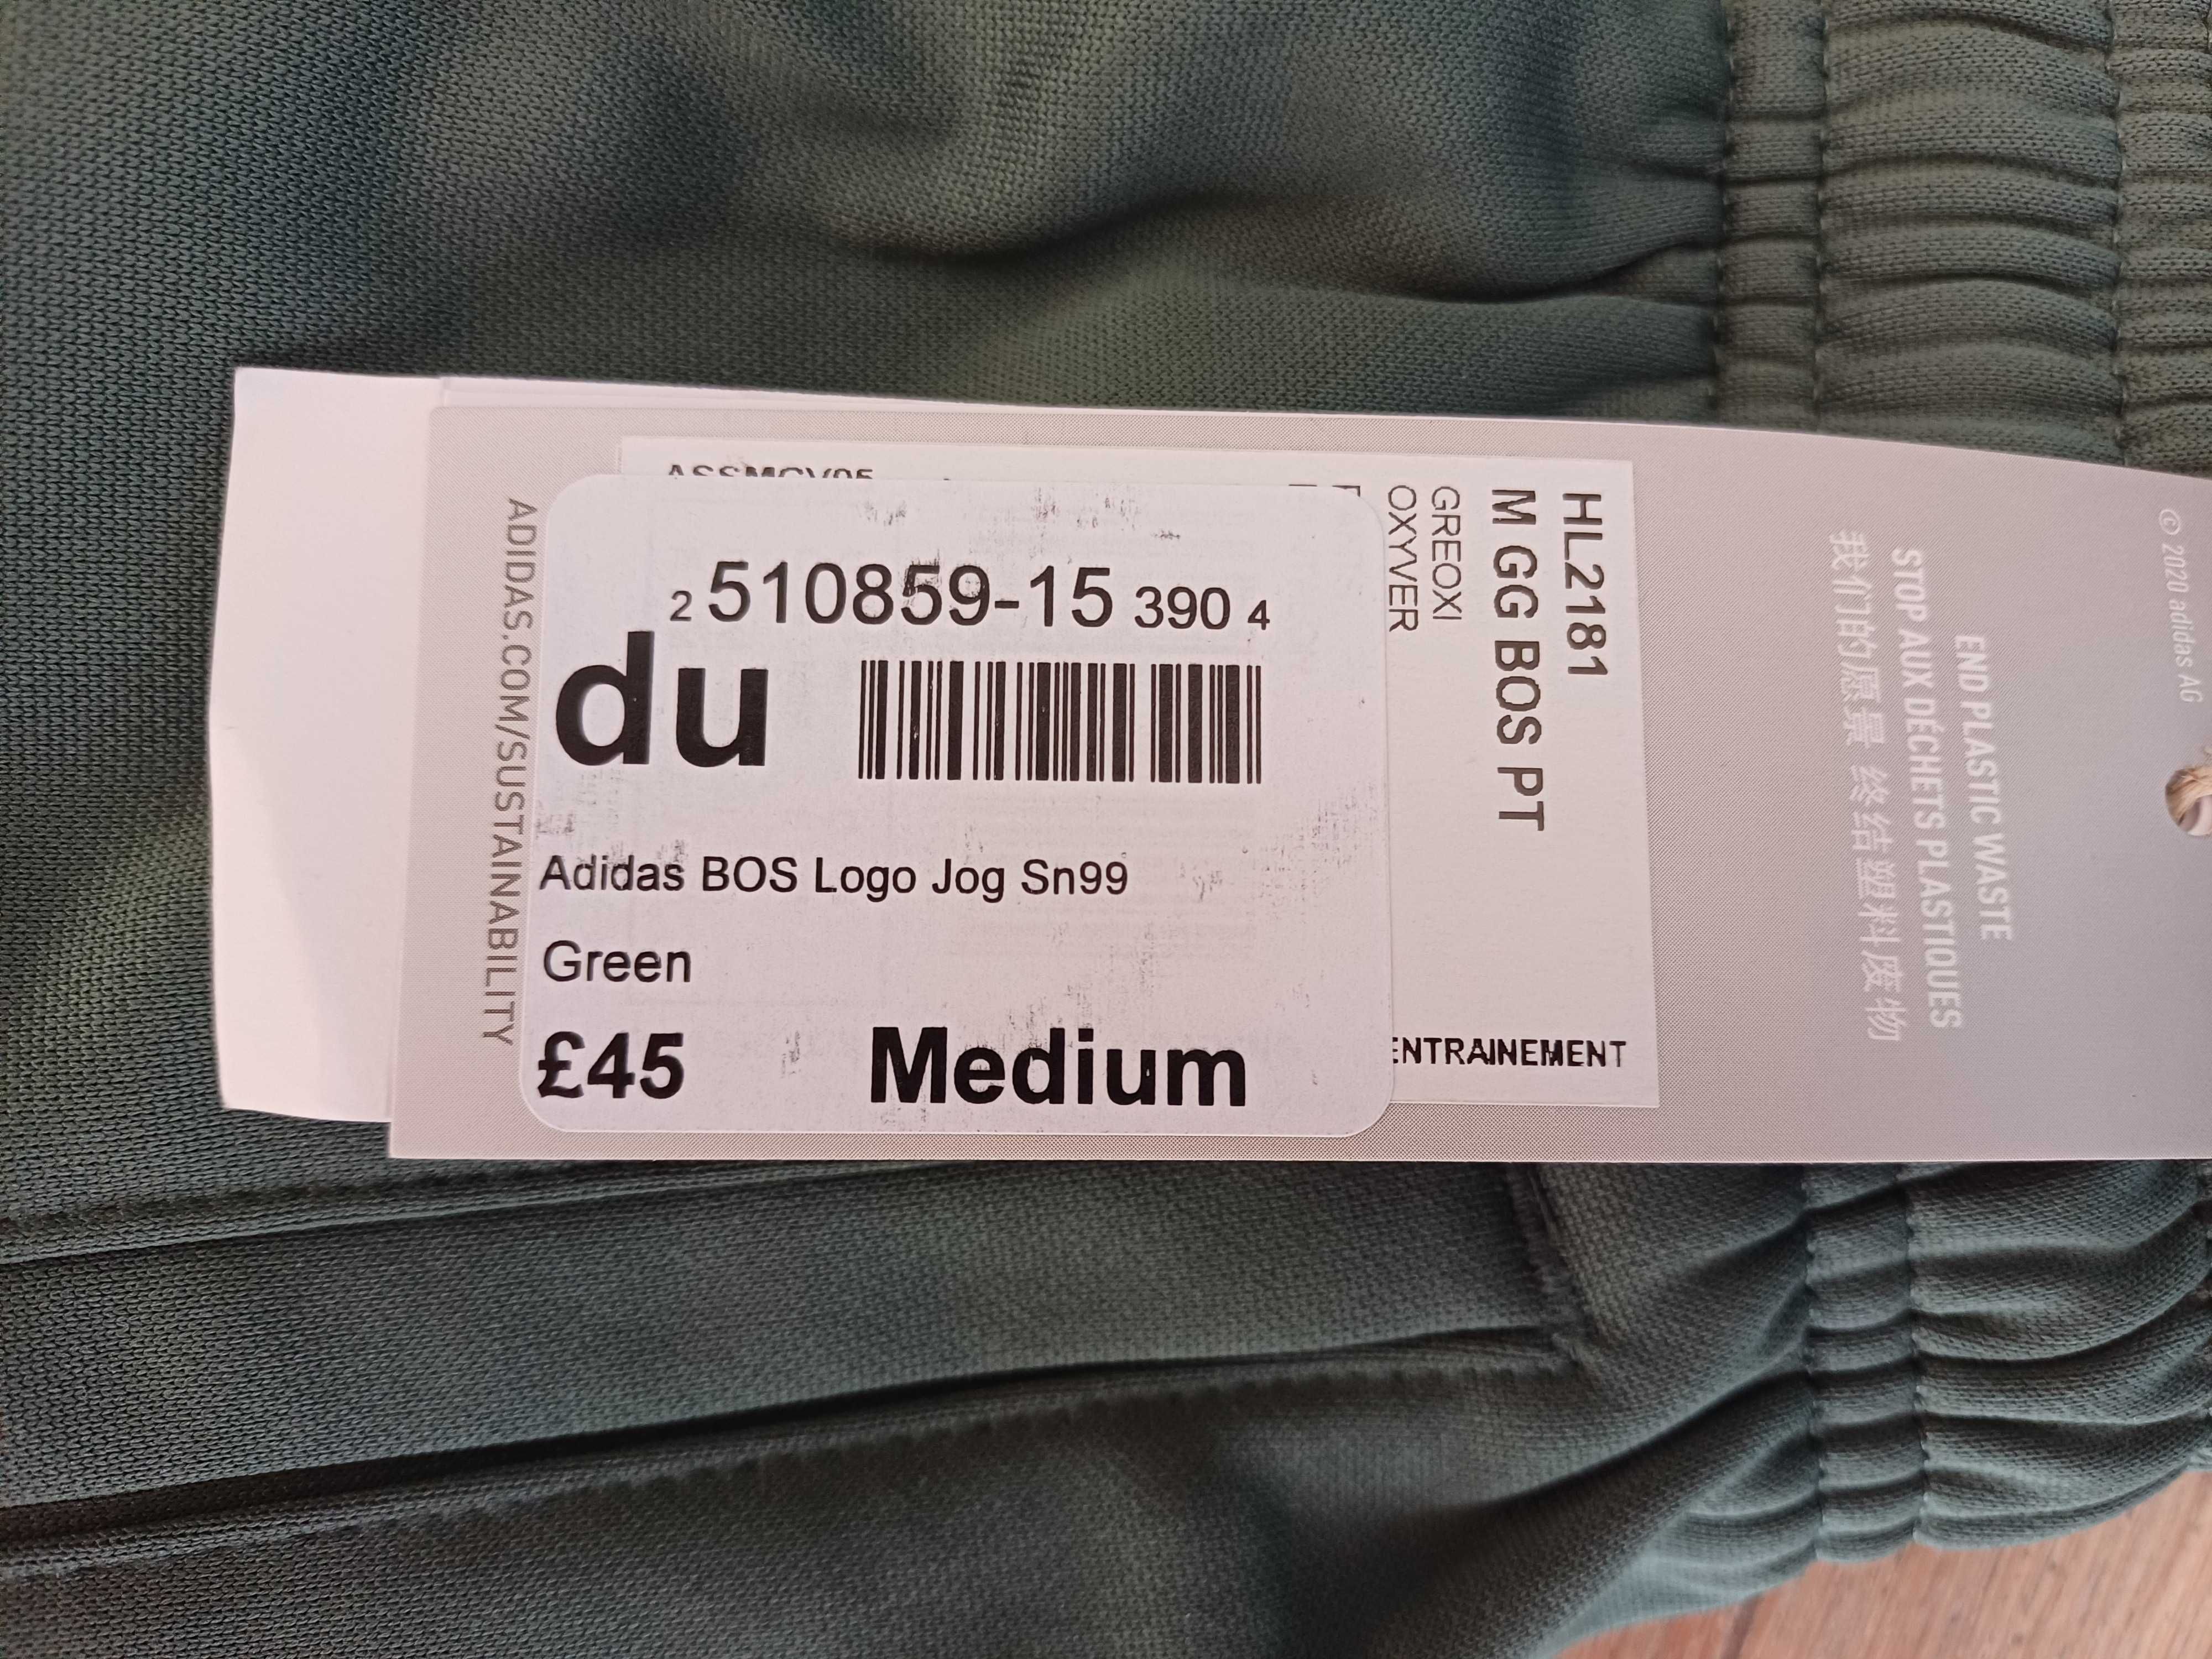 2 510859-15 390 4
du
Adidas BOS Logo Jog Sn99
Green
£45 Medium
HL2181
M GG BOS PT
GREOXI
OXYVER
ENTRAINEMENT
ADIDAS.COM/SUSTAINABILITY
END PLASTIC WASTE
STOP AUX DÉCHETS PLASTIQUES
我们的愿景 终结塑料废物
© 2020 adidas AG